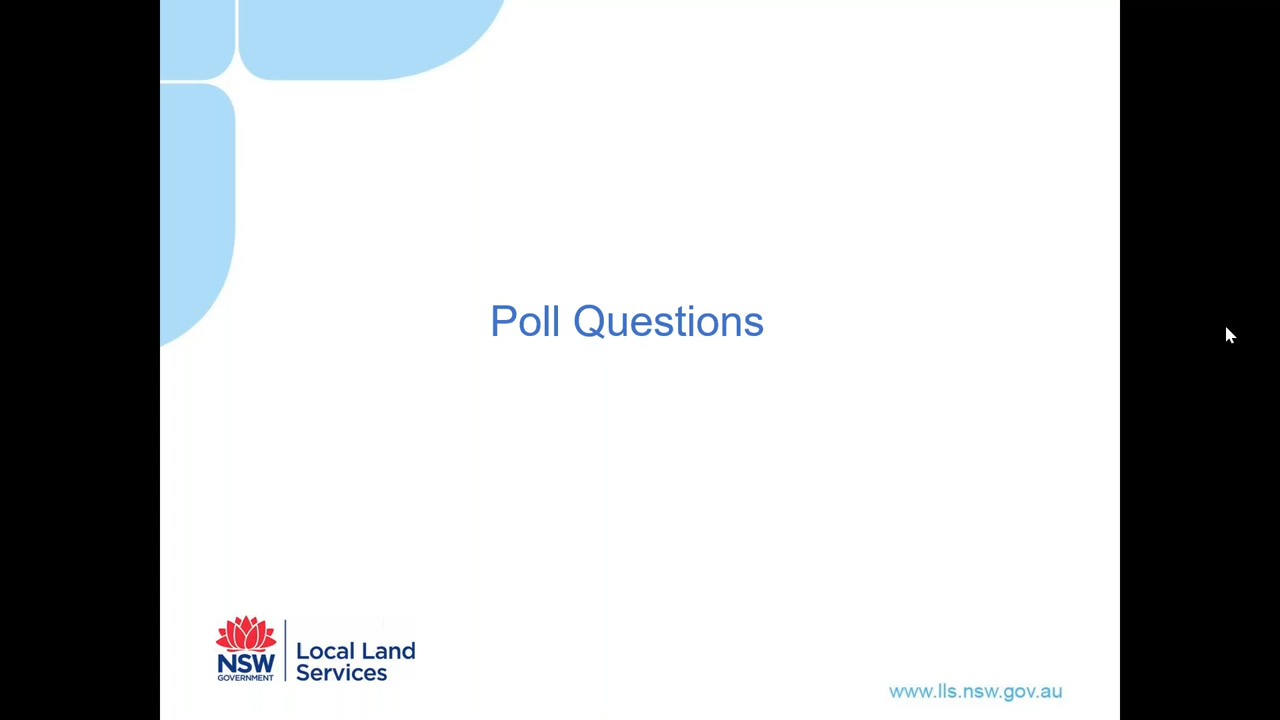 Poll Questions
NSW
GOVERNMENT
Local Land
Services
www.lls.nsw.gov.au